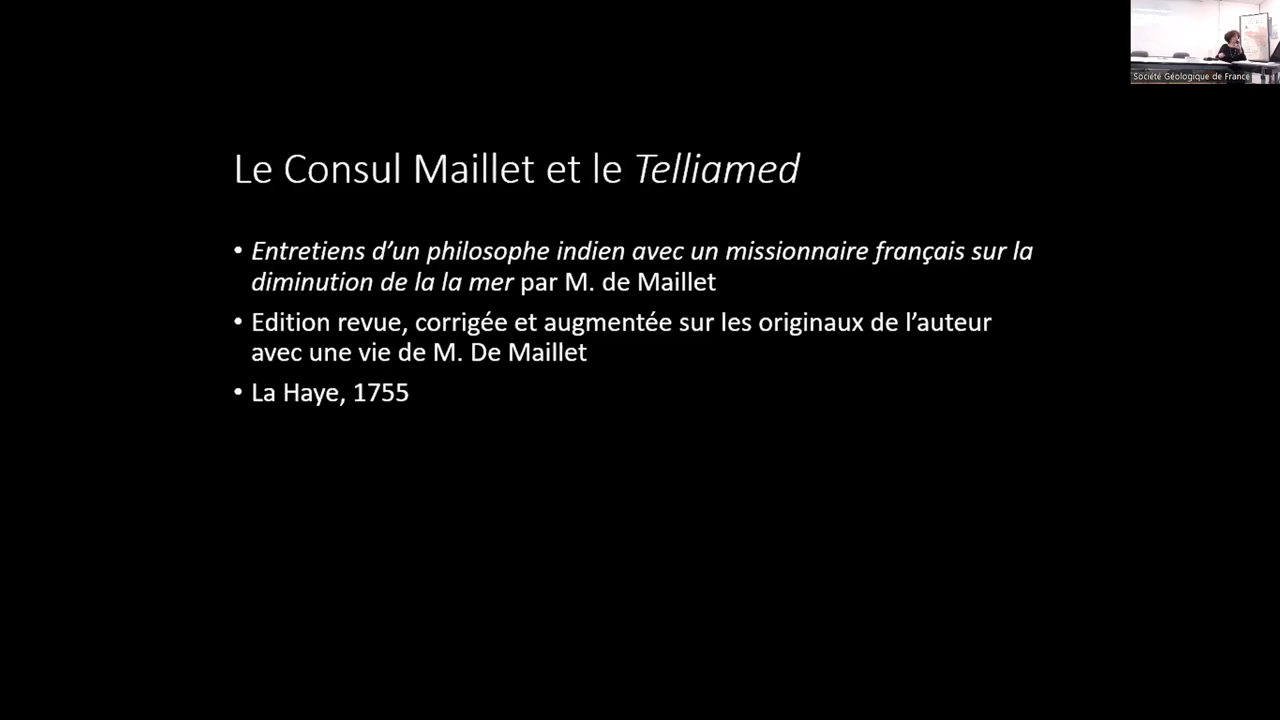 Société Géologique de France
Le Consul Maillet et le Telliamed
• Entretiens d’un philosophe indien avec un missionnaire français sur la
diminution de la la mer par M. de Maillet
• Edition revue, corrigée et augmentée sur les originaux de l’auteur
avec une vie de M. De Maillet
• La Haye, 1755